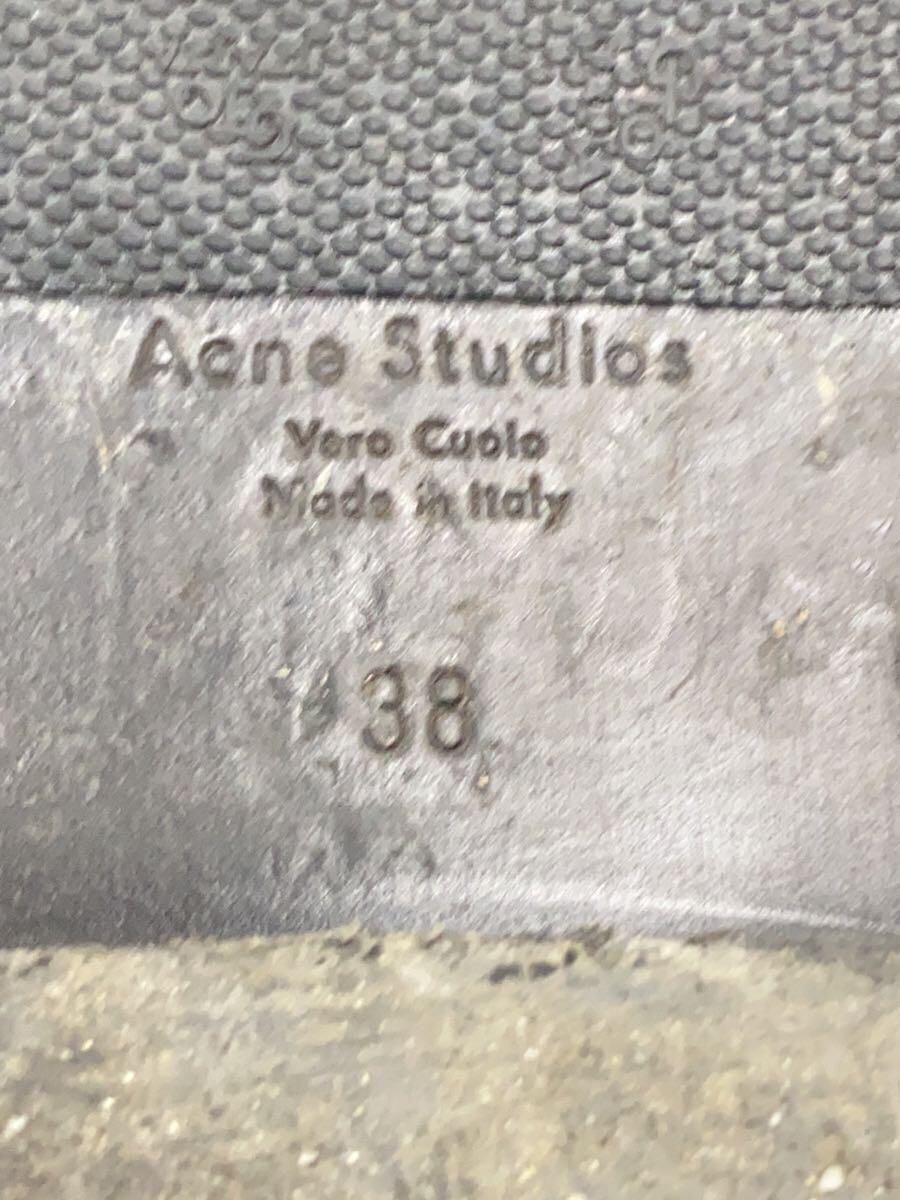 Acne Studios
Vero Cuoio
Made in Italy
38